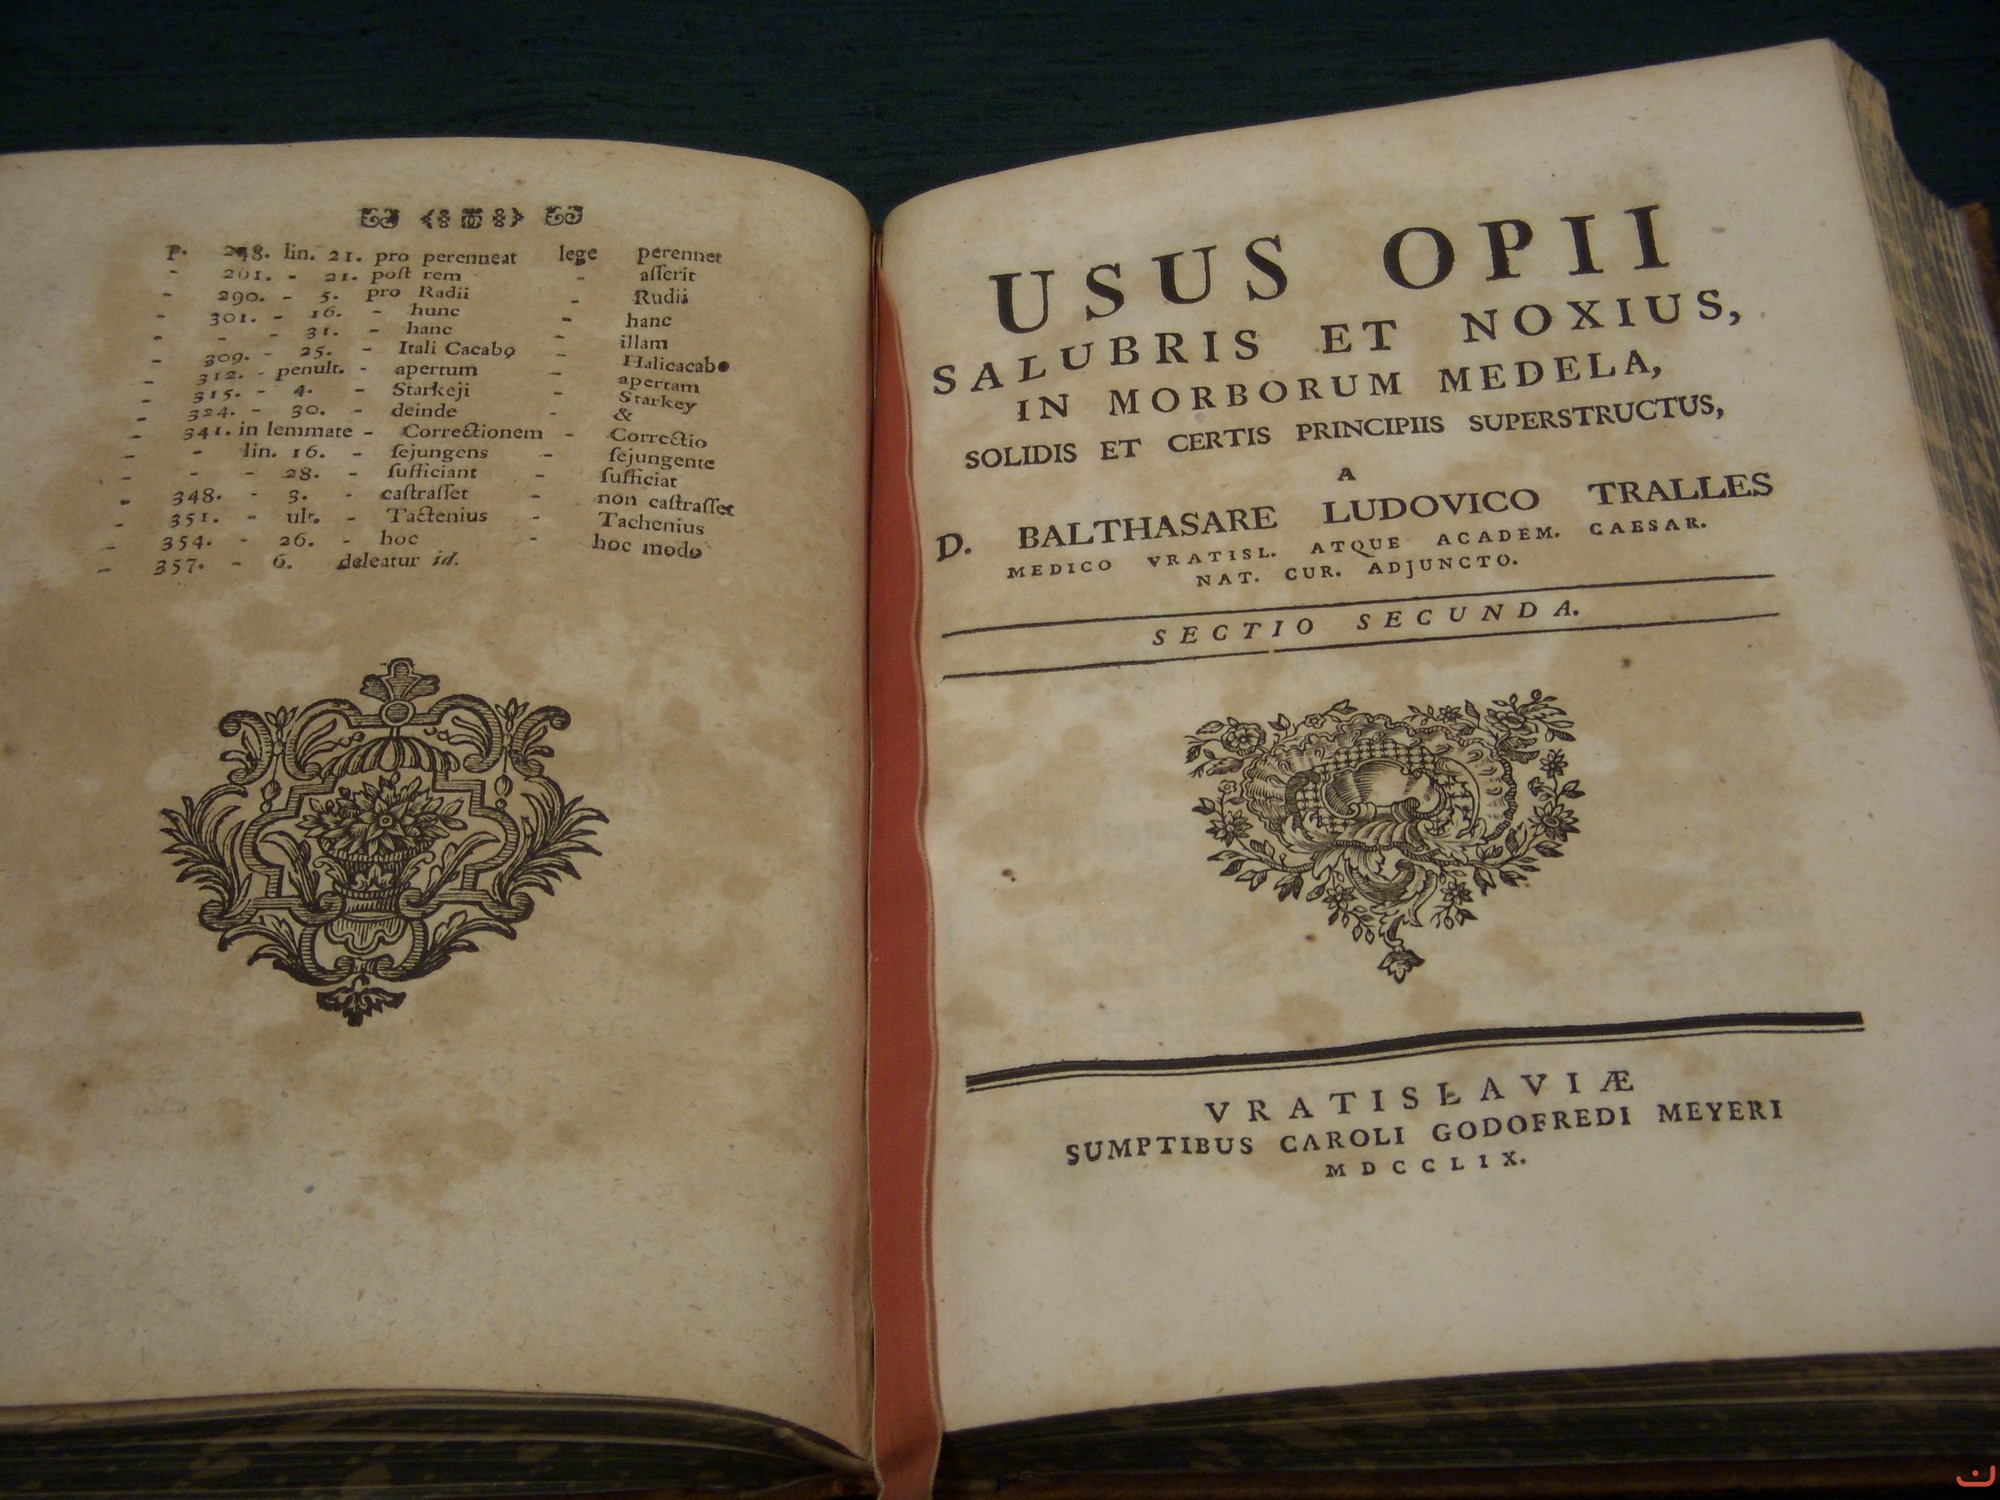 P. 298. lin. 21. pro perenneat lege perennet
- 261. - 21. poſt rem - aſſerit
- 290. - 5. pro Radii - Rudii
- 301. - 16. - hunc - hanc
- - - 31. - hanc - illam
- 309. - 25. - Itali Cacabo - Halicacabo
- 312. - penult. - apertum - apertam
- 315. - 4. - Starkeji - Starkey
- 324. - 30. - deinde - &
- 341. in lemmate - Correctionem - Correctio
- - lin. 16. - ſejungens - ſejungente
- - - 28. - ſufficiant - ſufficiat
- 348. - 3. - caſtraſſet - non caſtraſſet
- 351. - ult. - Tactenius - Tachenius
- 354. - 26. - hoc - hoc modo
- 357. - 6. deleatur id.
USUS OPII
SALUBRIS ET NOXIUS,
IN MORBORUM MEDELA,
SOLIDIS ET CERTIS PRINCIPIIS SUPERSTRUCTUS,
A
D. BALTHASARE LUDOVICO TRALLES
MEDICO VRATISL. ATQUE ACADEM. CAESAR.
NAT. CUR. ADJUNCTO.
SECTIO SECUNDA.
VRATISLAVIÆ
SUMPTIBUS CAROLI GODOFREDI MEYERI
MDCCLIX.